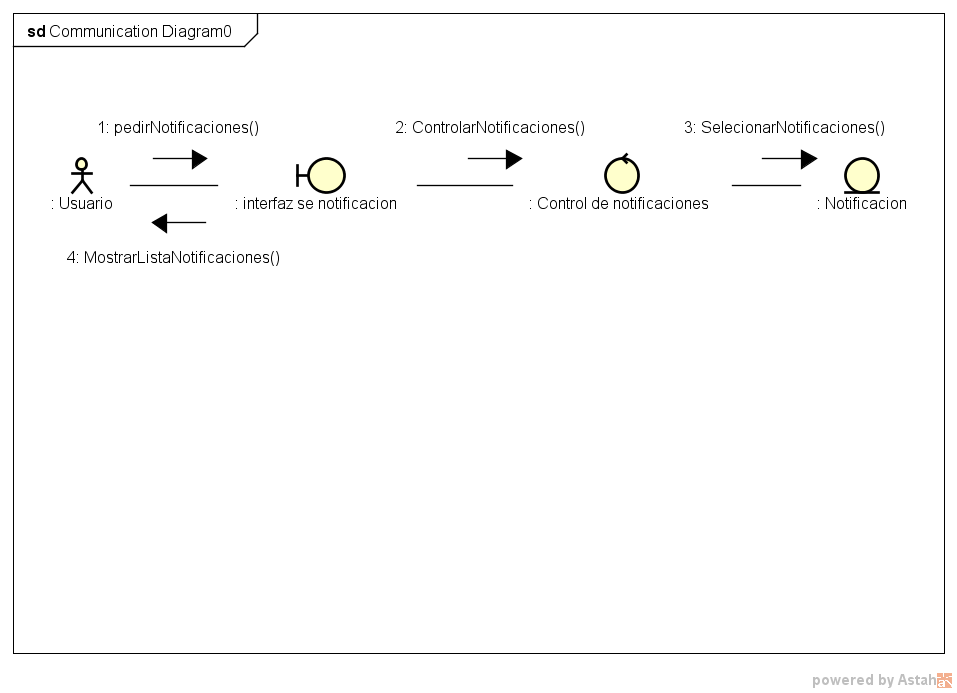 sd Communication Diagram0
1: pedirNotificaciones()
2: ControlarNotificaciones()
3: SelecionarNotificaciones()
: Usuario
: interfaz se notificacion
: Control de notificaciones
: Notificacion
4: MostrarListaNotificaciones()
powered by Astah